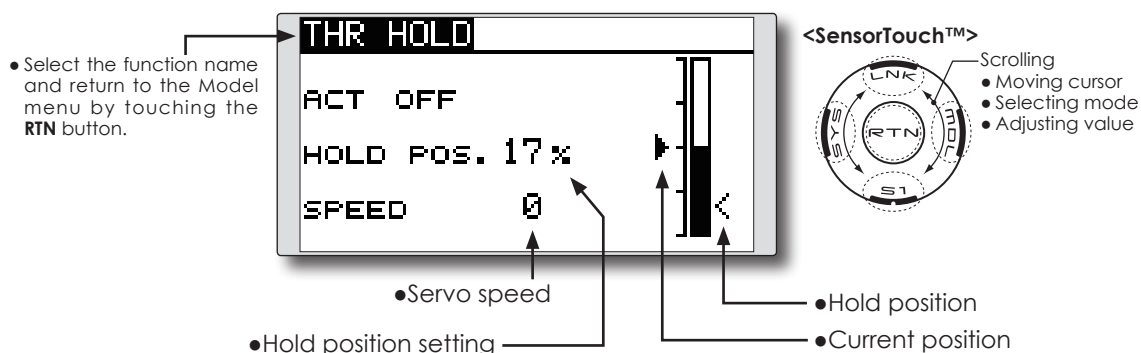 ● Select the function name
and return to the Model
menu by touching the
RTN button.
THR HOLD
ACT OFF
HOLD POS. 17%
SPEED 0
<
<SensorTouch™>
LNK
SYS
RTN
MDL
S1
Scrolling
● Moving cursor
● Selecting mode
● Adjusting value
●Servo speed
●Hold position setting
●Hold position
●Current position